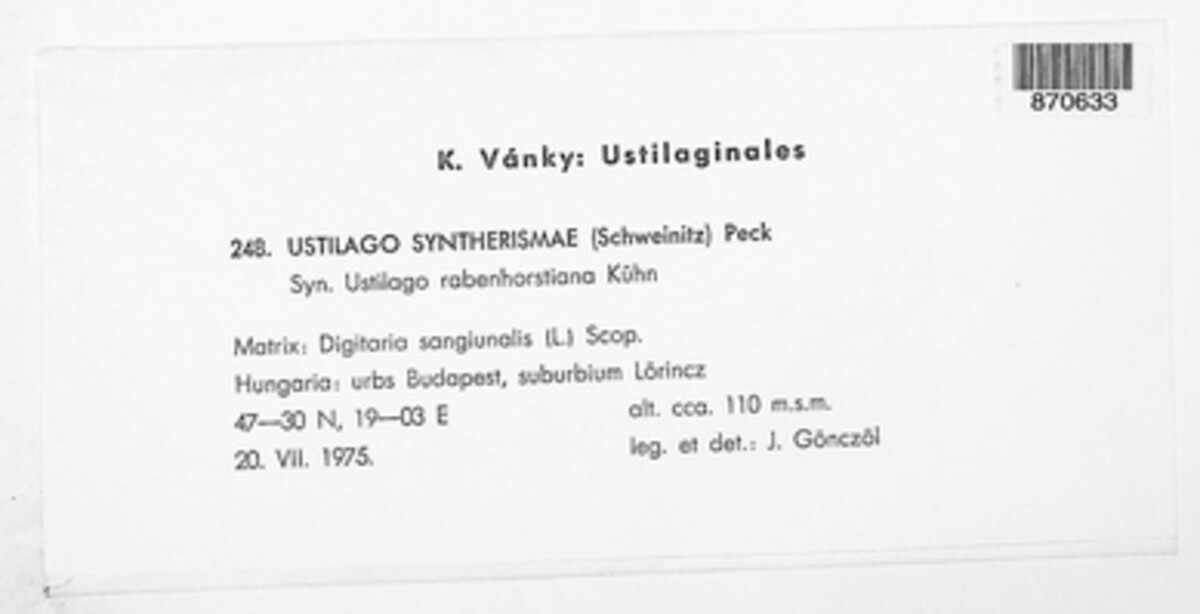 870633
K. Vánky: Ustilaginales
248. USTILAGO SYNTHERISMAE (Schweinitz) Peck
Syn. Ustilago rabenhorstiana Kühn
Matrix: Digitaria sangiunalis (L.) Scop.
Hungaria: urbs Budapest, suburbium Lőrincz
47—30 N, 19—03 E alt. cca. 110 m.s.m.
20. VII. 1975. leg. et det.: J. Gönczöl